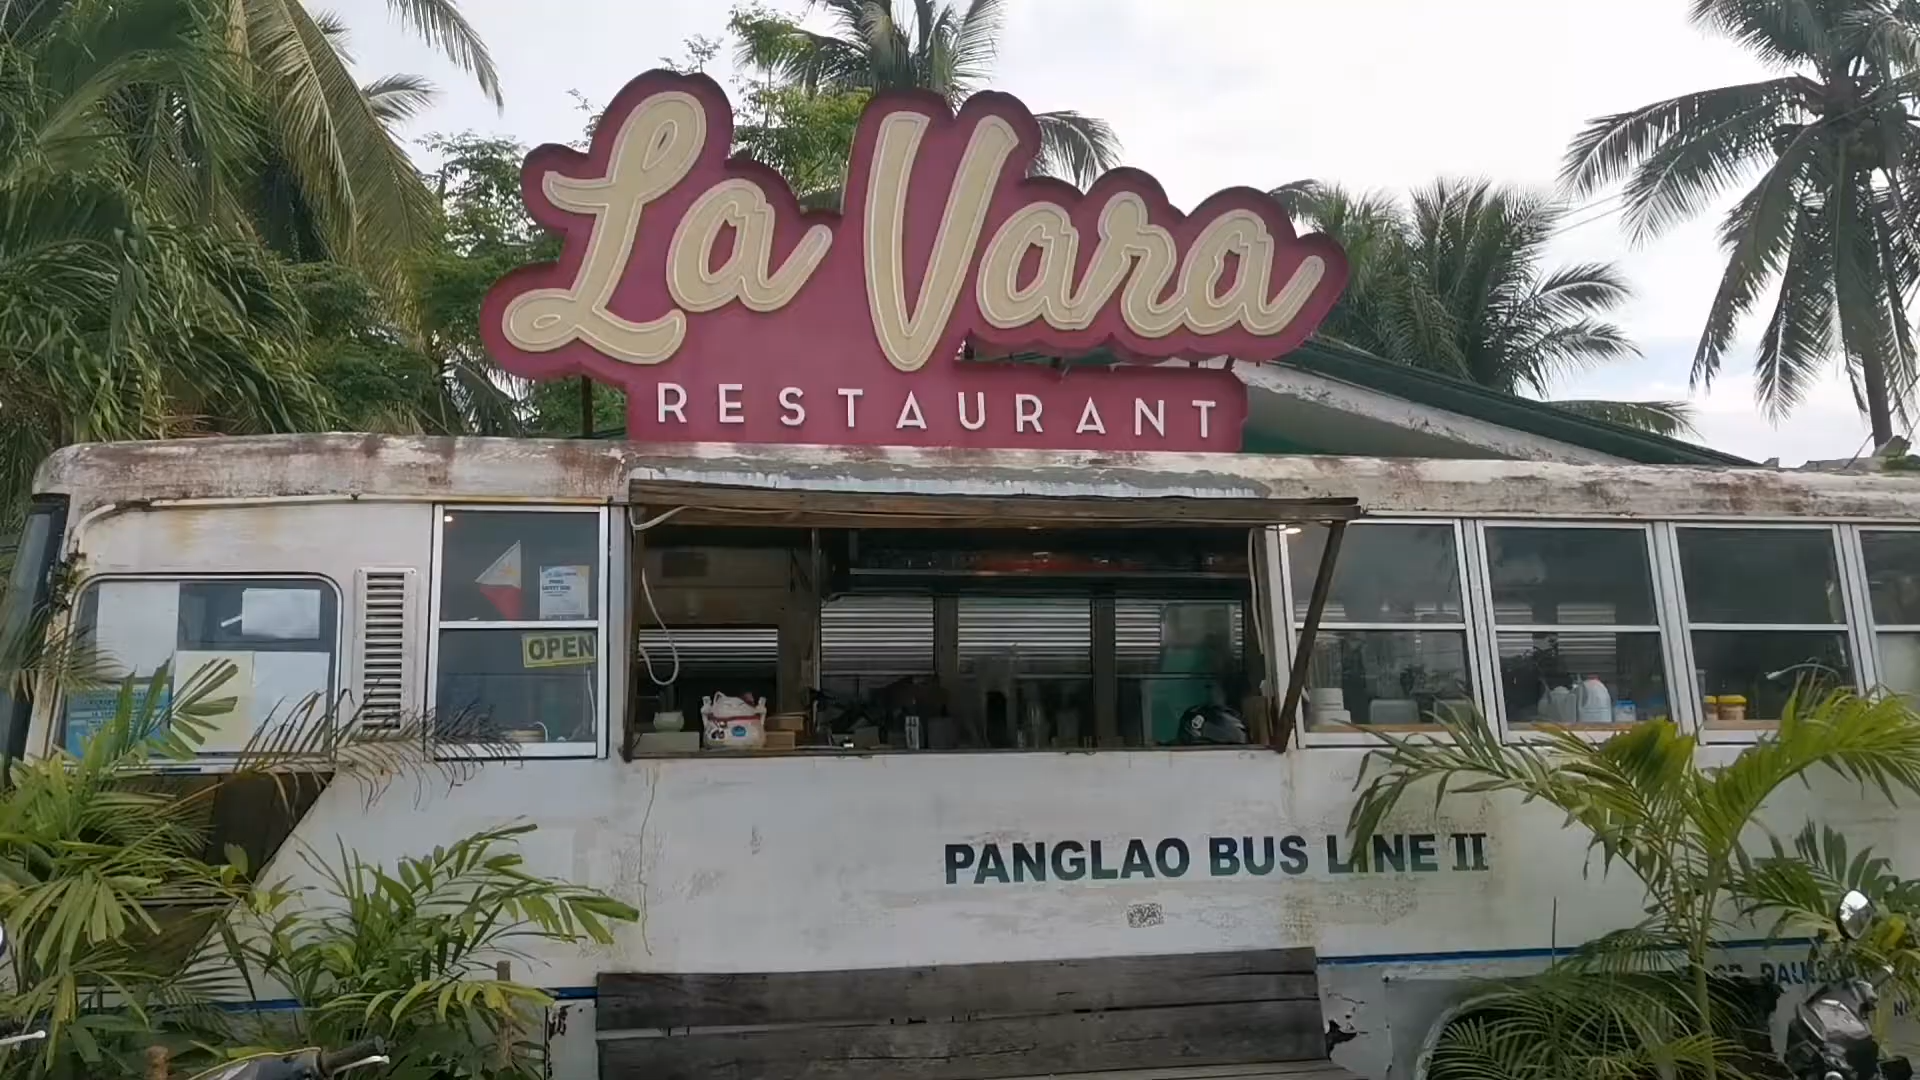 La Vara
RESTAURANT
OPEN
PANGLAO BUS LINE II